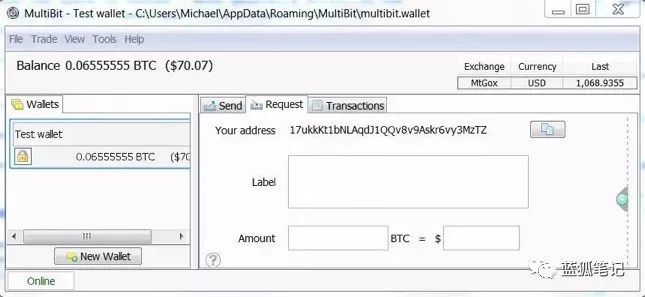 MultiBit - Test wallet - C:\Users\Michael\AppData\Roaming\MultiBit\multibit.wallet
File Trade View Tools Help
Balance 0.06555555 BTC ($70.07)
Exchange Currency Last
MtGox USD 1,068.9355
Wallets
Send Request Transactions
Test wallet
0.06555555 BTC ($70
Your address 17ukkKt1bNLAqdJ1QQv8v9Askr6vy3MzTZ
Label
Amount BTC = $
New Wallet
Online
蓝狐笔记